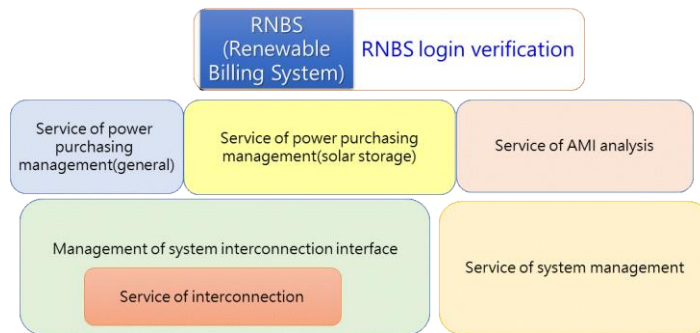 RNBS
(Renewable
Billing System)
RNBS login verification
Service of power
purchasing
management(general)
Service of power purchasing
management(solar storage)
Service of AMI analysis
Management of system interconnection interface
Service of interconnection
Service of system management